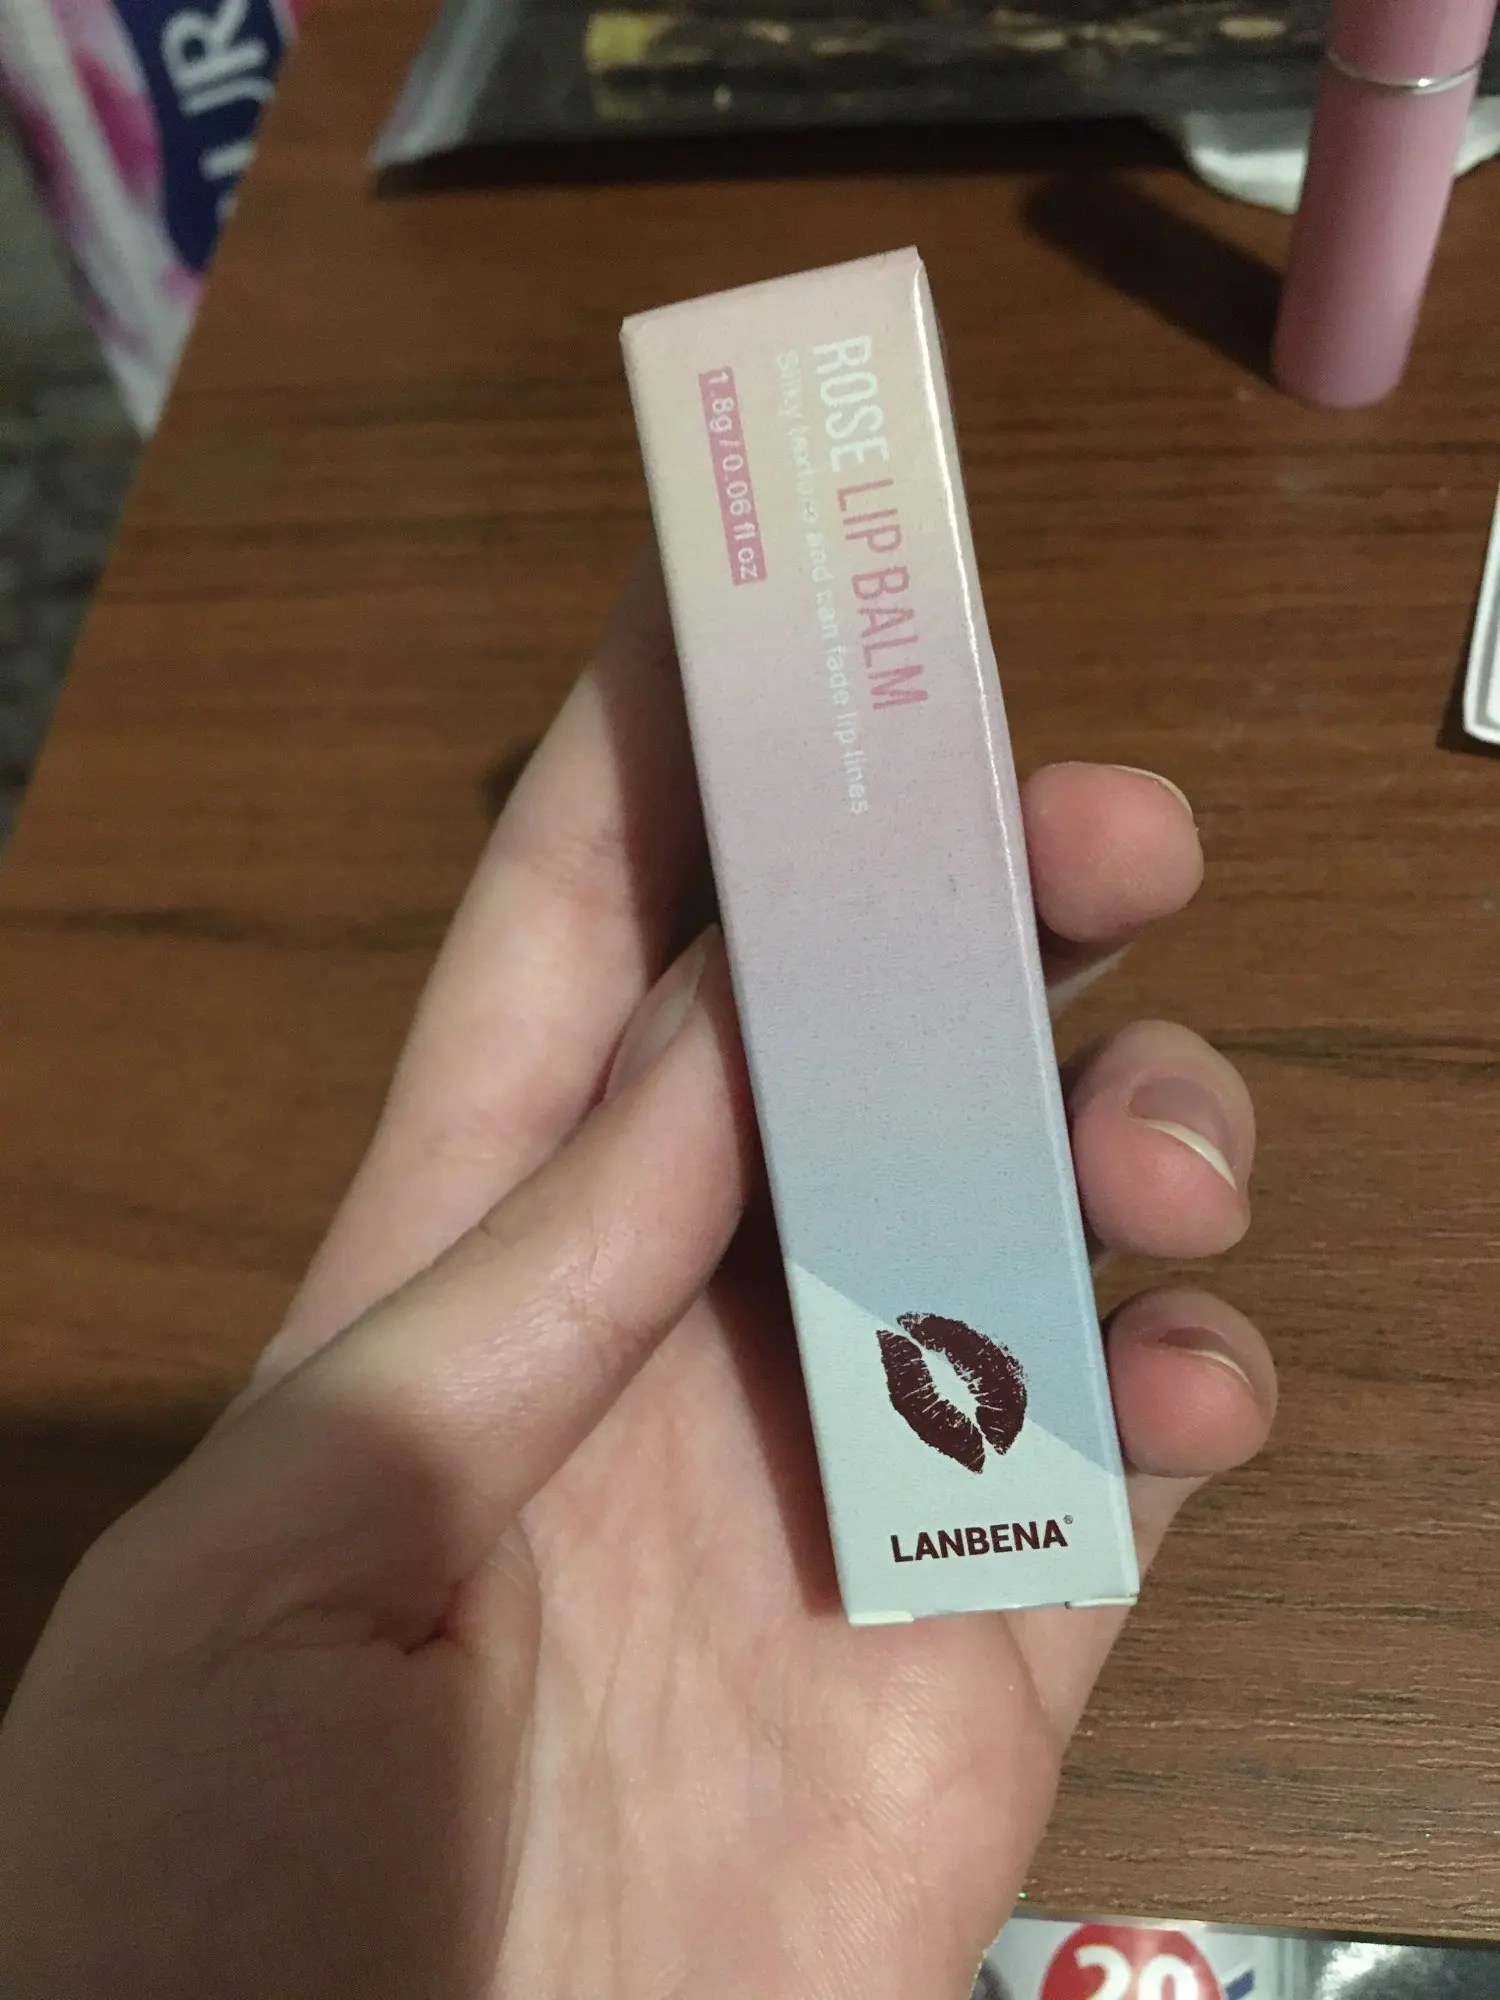 ROSE LIP BALM
Silky texture and can fade lip lines
1.8g / 0.06 fl oz
LANBENA®